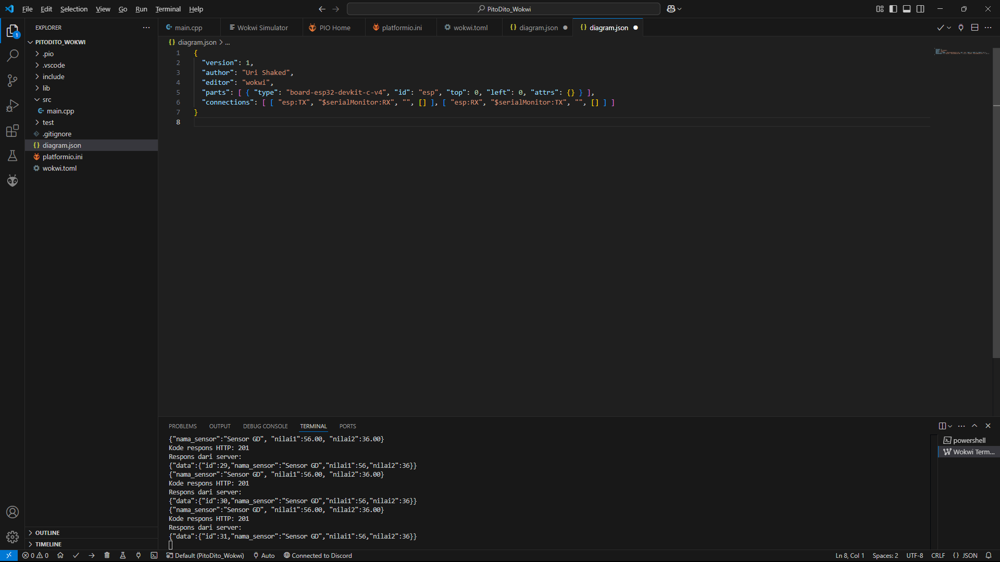 File Edit Selection View Go Run Terminal Help
PitoDito_Wokwi
EXPLORER
main.cpp
Wokwi Simulator
PIO Home
platformio.ini
wokwi.toml
{} diagram.json
{} diagram.json
1
PITODITO_WOKWI
.pio
.vscode
include
lib
src
main.cpp
test
.gitignore
{} diagram.json
platformio.ini
wokwi.toml
{} diagram.json > ...
1 {
2 "version": 1,
3 "author": "Uri Shaked",
4 "editor": "wokwi",
5 "parts": [ { "type": "board-esp32-devkit-c-v4", "id": "esp", "top": 0, "left": 0, "attrs": {} } ],
6 "connections": [ [ "esp:TX", "$serialMonitor:RX", "", [] ], [ "esp:RX", "$serialMonitor:TX", "", [] ] ]
7 }
8
PROBLEMS OUTPUT DEBUG CONSOLE TERMINAL PORTS
{"nama_sensor":"Sensor GD", "nilai1":56.00, "nilai2":36.00}
Kode respons HTTP: 201
Respons dari server:
{"data":{"id":29,"nama_sensor":"Sensor GD","nilai1":56,"nilai2":36}}
{"nama_sensor":"Sensor GD", "nilai1":56.00, "nilai2":36.00}
Kode respons HTTP: 201
Respons dari server:
{"data":{"id":30,"nama_sensor":"Sensor GD","nilai1":56,"nilai2":36}}
{"nama_sensor":"Sensor GD", "nilai1":56.00, "nilai2":36.00}
Kode respons HTTP: 201
Respons dari server:
{"data":{"id":31,"nama_sensor":"Sensor GD","nilai1":56,"nilai2":36}}
powershell
Wokwi Term...
OUTLINE
TIMELINE
0 0 Default (PitoDito_Wokwi) Auto Connected to Discord Ln 8, Col 1 Spaces: 2 UTF-8 CRLF {} JSON